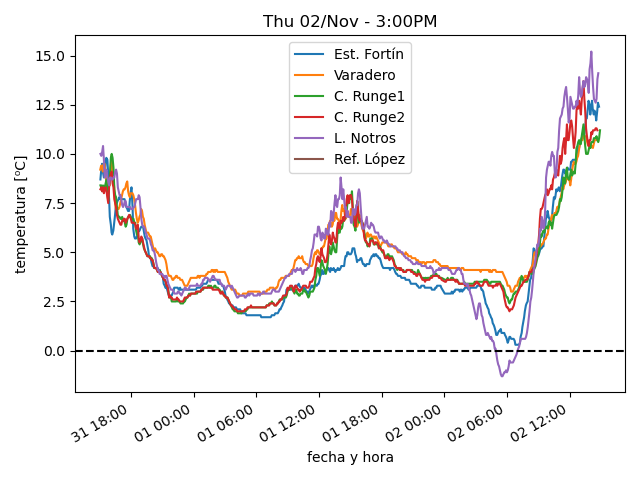 Thu 02/Nov - 3:00PM
Est. Fortín
Varadero
C. Runge1
C. Runge2
L. Notros
Ref. López
temperatura [ºC]
15.0
12.5
10.0
7.5
5.0
2.5
0.0
31 18:00
01 00:00
01 06:00
01 12:00
01 18:00
02 00:00
02 06:00
02 12:00
fecha y hora